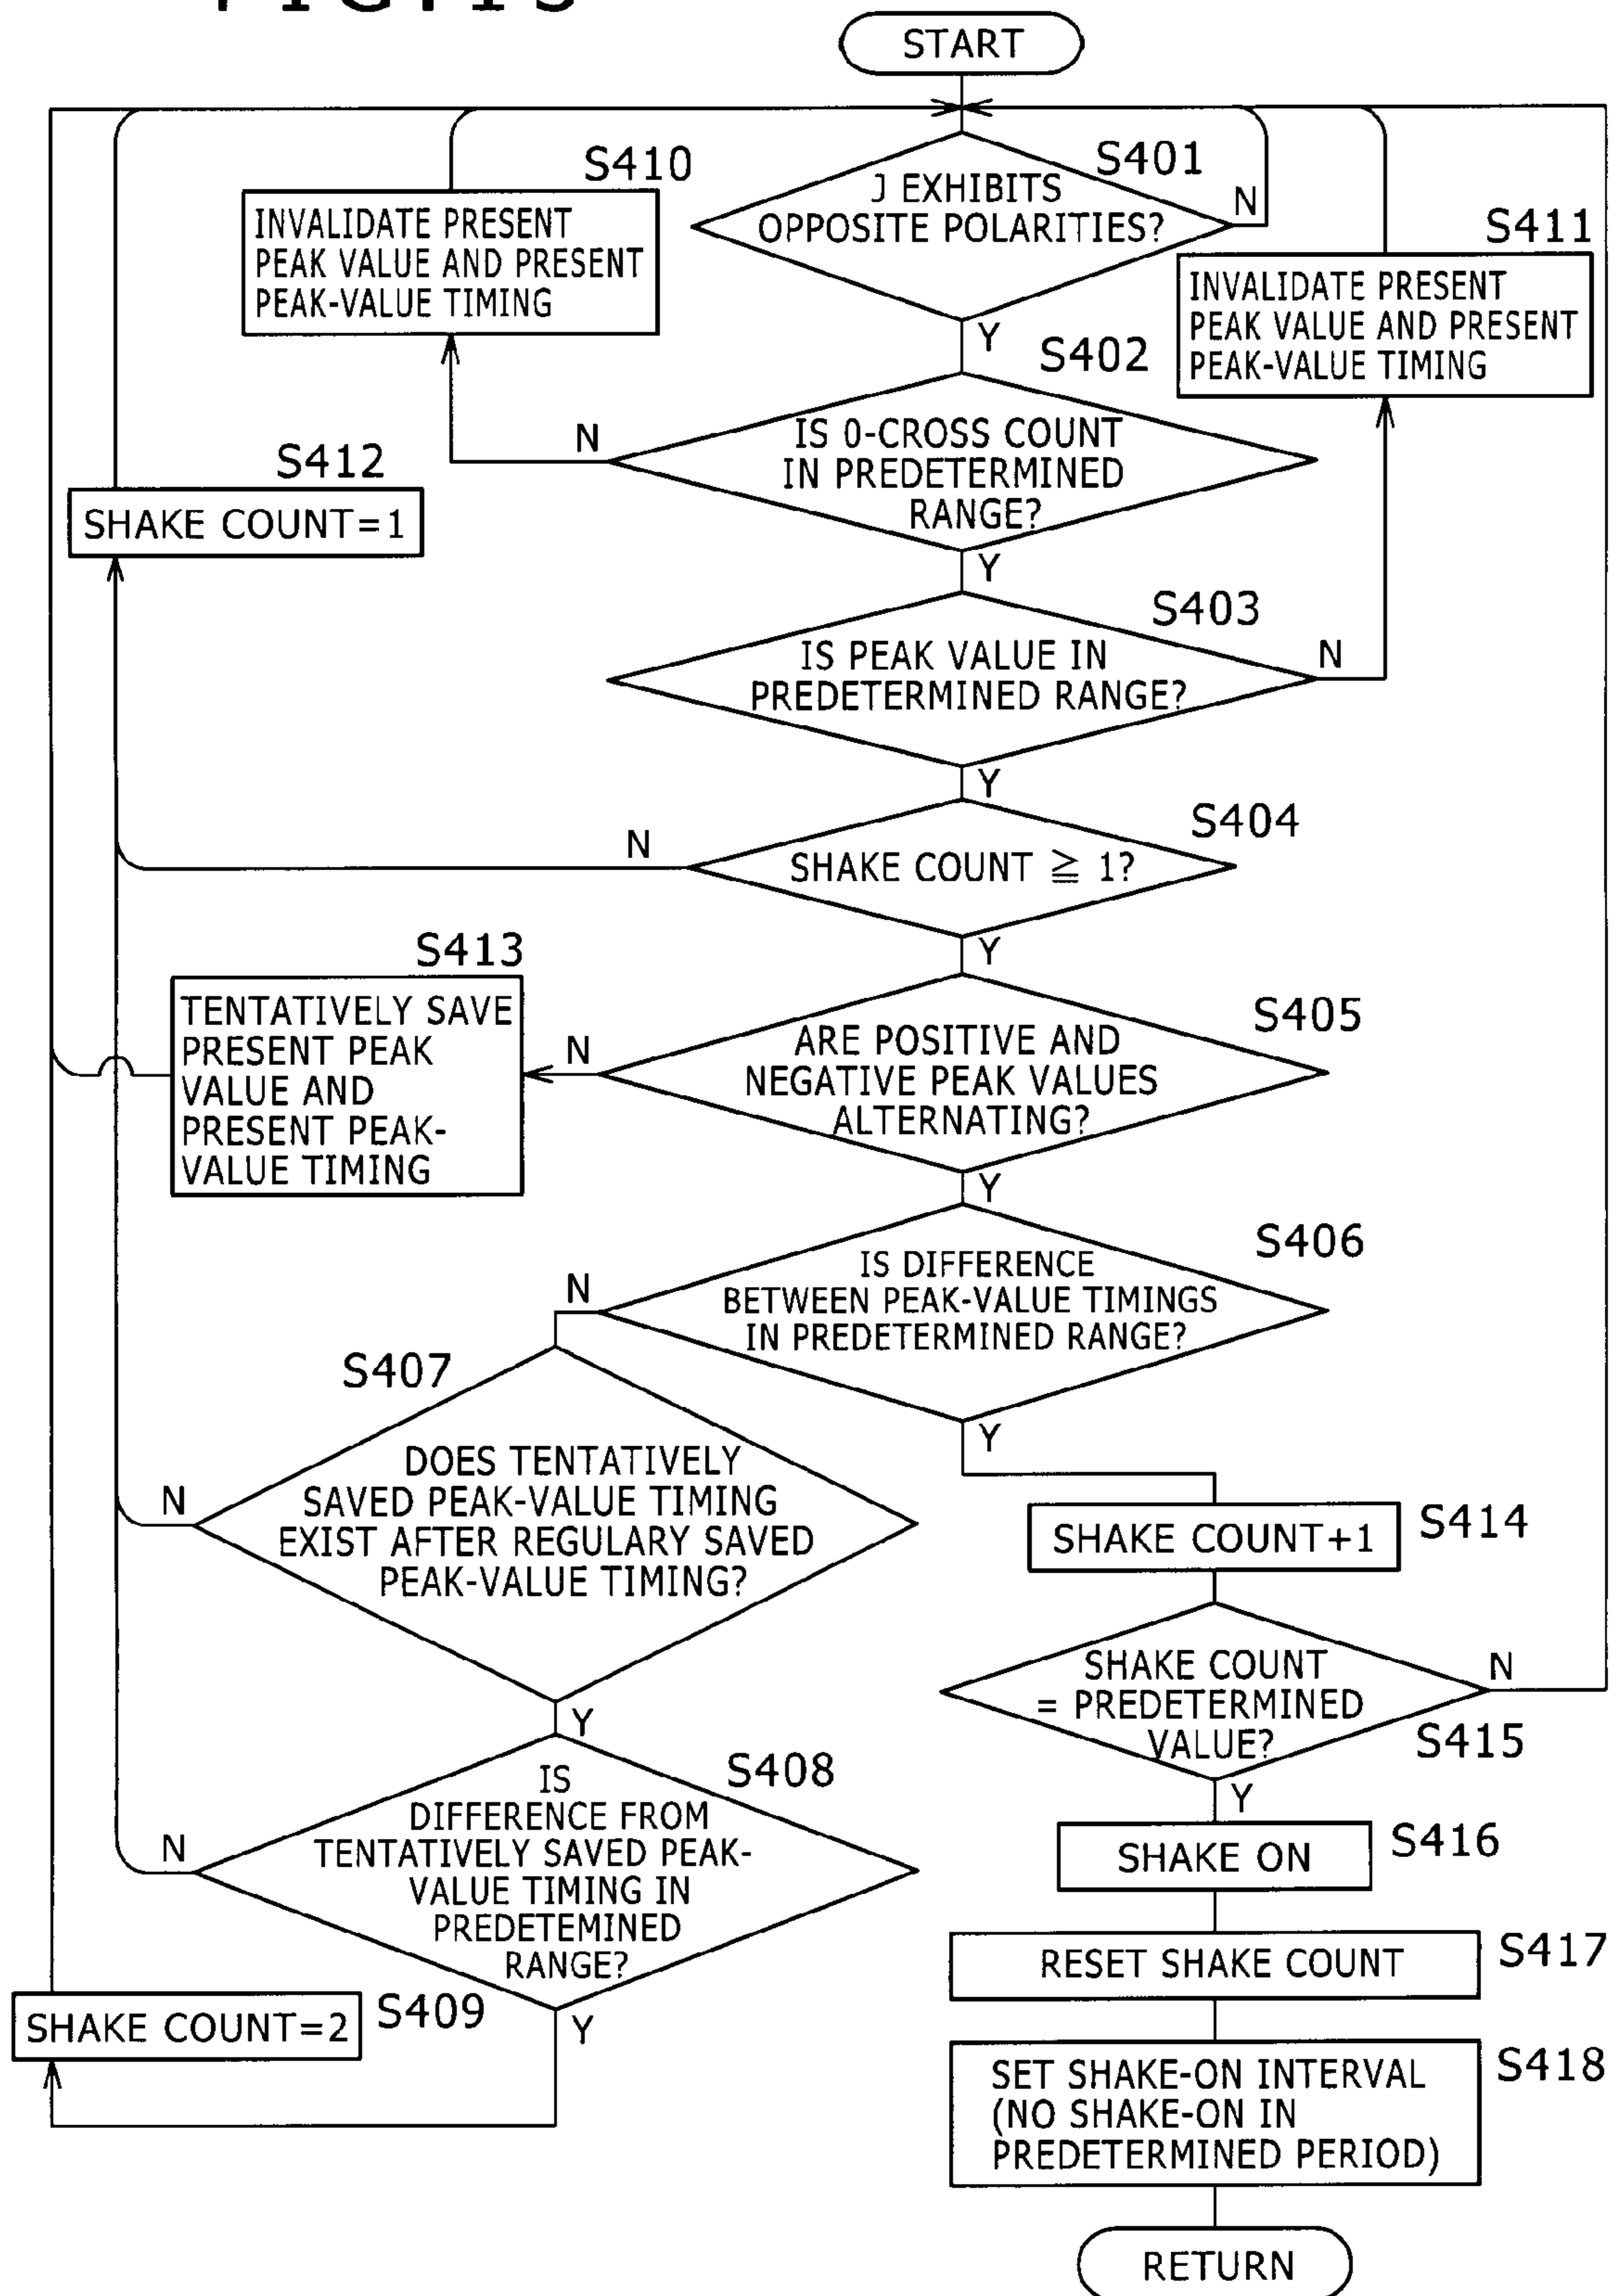 FIG.13
START
S401
J EXHIBITS
OPPOSITE POLARITIES?
N
Y
S410
INVALIDATE PRESENT
PEAK VALUE AND PRESENT
PEAK-VALUE TIMING
S411
INVALIDATE PRESENT
PEAK VALUE AND PRESENT
PEAK-VALUE TIMING
S402
IS 0-CROSS COUNT
IN PREDETERMINED
RANGE?
N
Y
S412
SHAKE COUNT=1
S403
IS PEAK VALUE IN
PREDETERMINED RANGE?
N
Y
S404
SHAKE COUNT ≧ 1?
N
Y
S413
TENTATIVELY SAVE
PRESENT PEAK
VALUE AND
PRESENT PEAK-
VALUE TIMING
S405
ARE POSITIVE AND
NEGATIVE PEAK VALUES
ALTERNATING?
N
Y
S406
IS DIFFERENCE
BETWEEN PEAK-VALUE TIMINGS
IN PREDETERMINED RANGE?
N
Y
S407
DOES TENTATIVELY
SAVED PEAK-VALUE TIMING
EXIST AFTER REGULARY SAVED
PEAK-VALUE TIMING?
N
Y
S414
SHAKE COUNT+1
SHAKE COUNT
= PREDETERMINED
VALUE?
N
S415
Y
S408
IS
DIFFERENCE FROM
TENTATIVELY SAVED PEAK-
VALUE TIMING IN
PREDETEMINED
RANGE?
N
Y
S409
SHAKE COUNT=2
S416
SHAKE ON
S417
RESET SHAKE COUNT
S418
SET SHAKE-ON INTERVAL
(NO SHAKE-ON IN
PREDETERMINED PERIOD)
RETURN